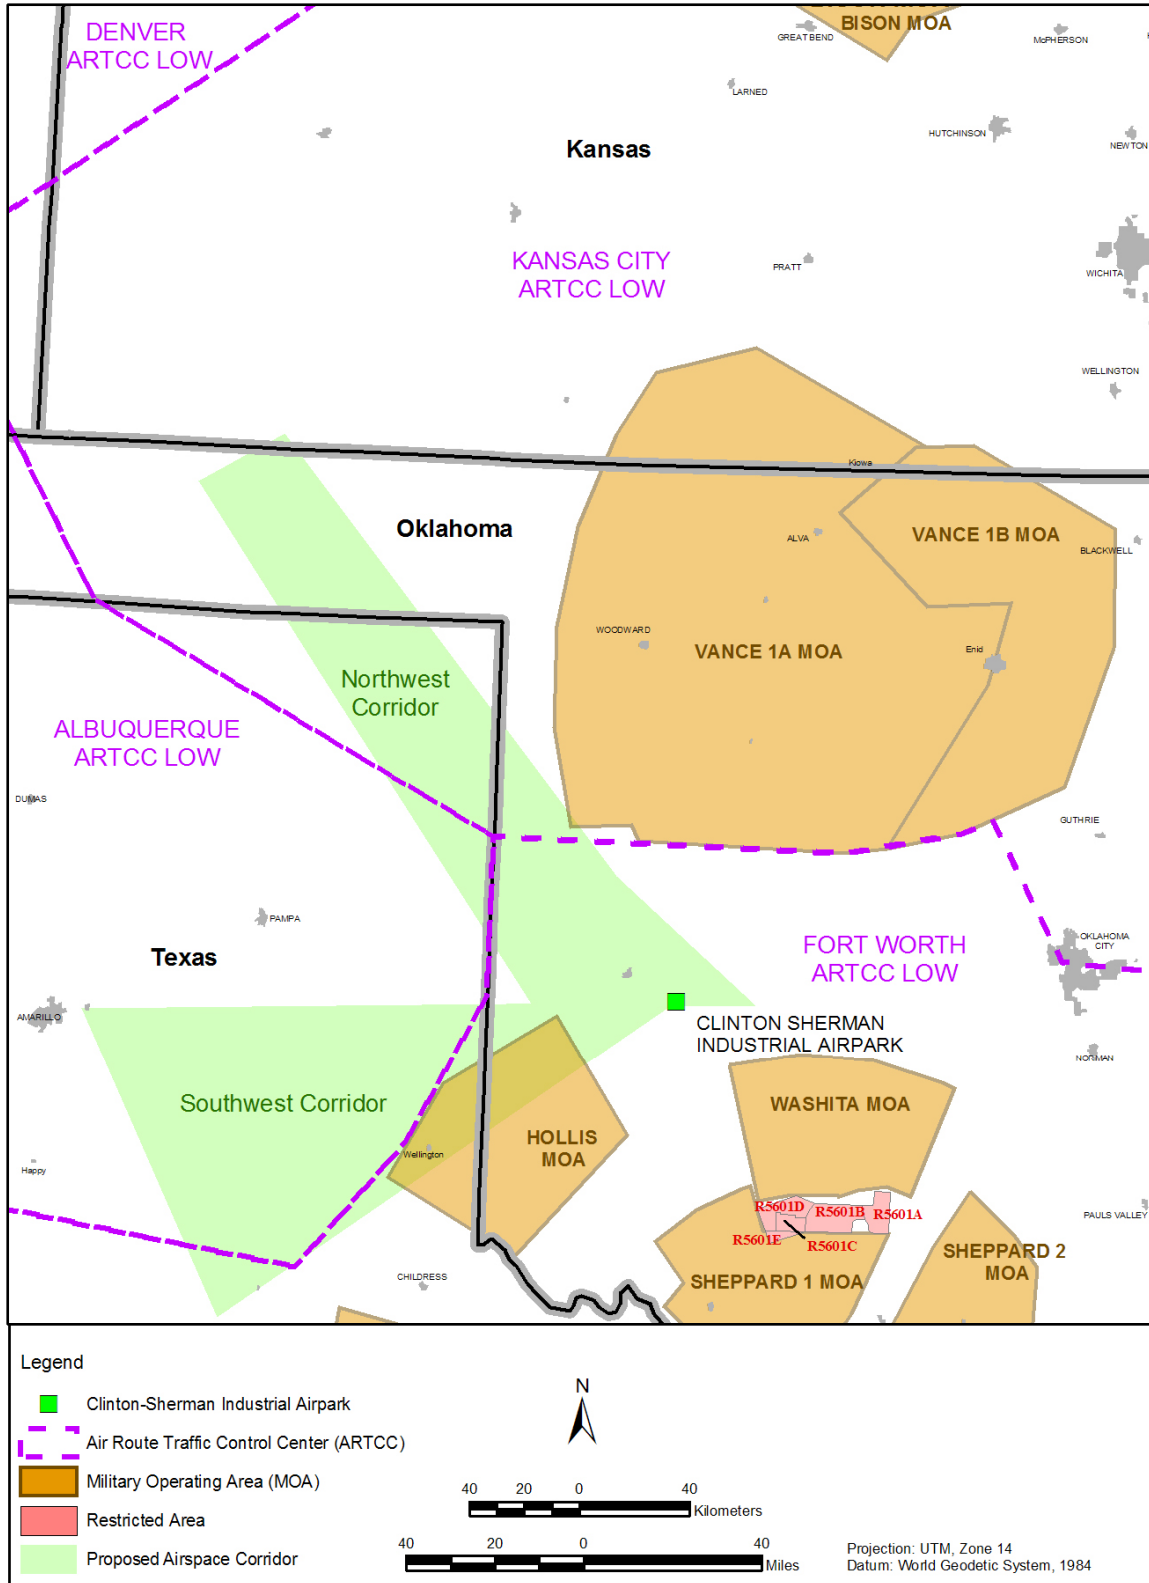 DENVER
ARTCC LOW
BISON MOA
GREAT BEND
McPHERSON
LARNED
HUTCHINSON
NEWTON
Kansas
KANSAS CITY
ARTCC LOW
PRATT
WICHITA
WELLINGTON
Kiowa
Oklahoma
ALVA
VANCE 1B MOA
BLACKWELL
WOODWARD
VANCE 1A MOA
Enid
Northwest
Corridor
ALBUQUERQUE
ARTCC LOW
DUMAS
GUTHRIE
PAMPA
Texas
FORT WORTH
ARTCC LOW
OKLAHOMA
CITY
AMARILLO
CLINTON SHERMAN
INDUSTRIAL AIRPARK
NORMAN
Southwest Corridor
WASHITA MOA
HOLLIS
MOA
Wellington
Happy
R5601D
R5601B
R5601A
PAULS VALLEY
R5601E
R5601C
SHEPPARD 2
MOA
CHILDRESS
SHEPPARD 1 MOA
Legend
Clinton-Sherman Industrial Airpark
Air Route Traffic Control Center (ARTCC)
Military Operating Area (MOA)
Restricted Area
Proposed Airspace Corridor
N
40 20 0 40
Kilometers
40 20 0 40
Miles
Projection: UTM, Zone 14
Datum: World Geodetic System, 1984